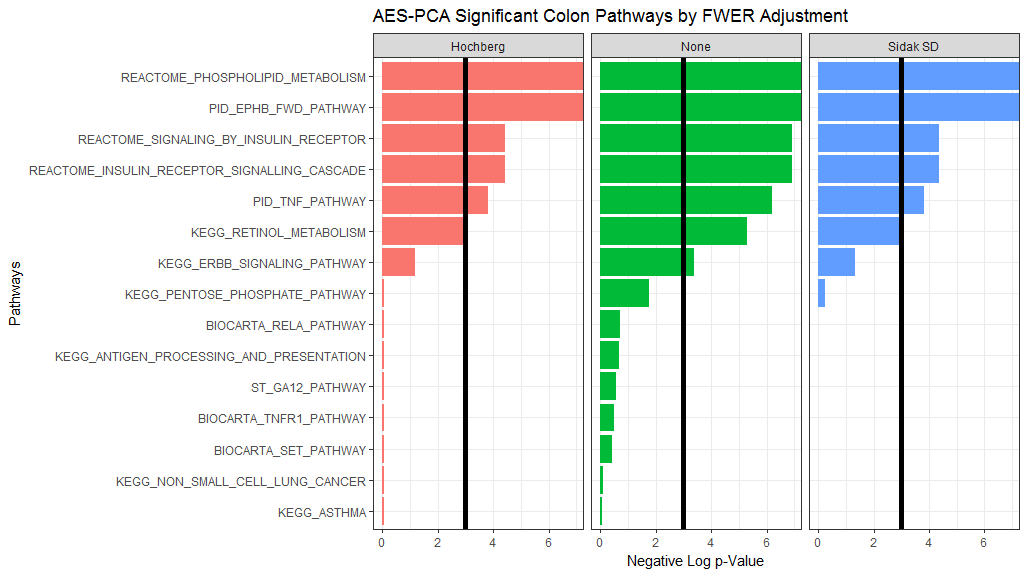 AES-PCA Significant Colon Pathways by FWER Adjustment
Hochberg
None
Sidak SD
Pathways
REACTOME_PHOSPHOLIPID_METABOLISM
PID_EPHB_FWD_PATHWAY
REACTOME_SIGNALING_BY_INSULIN_RECEPTOR
REACTOME_INSULIN_RECEPTOR_SIGNALLING_CASCADE
PID_TNF_PATHWAY
KEGG_RETINOL_METABOLISM
KEGG_ERBB_SIGNALING_PATHWAY
KEGG_PENTOSE_PHOSPHATE_PATHWAY
BIOCARTA_RELA_PATHWAY
KEGG_ANTIGEN_PROCESSING_AND_PRESENTATION
ST_GA12_PATHWAY
BIOCARTA_TNFR1_PATHWAY
BIOCARTA_SET_PATHWAY
KEGG_NON_SMALL_CELL_LUNG_CANCER
KEGG_ASTHMA
0 2 4 6
0 2 4 6
0 2 4 6
Negative Log p-Value